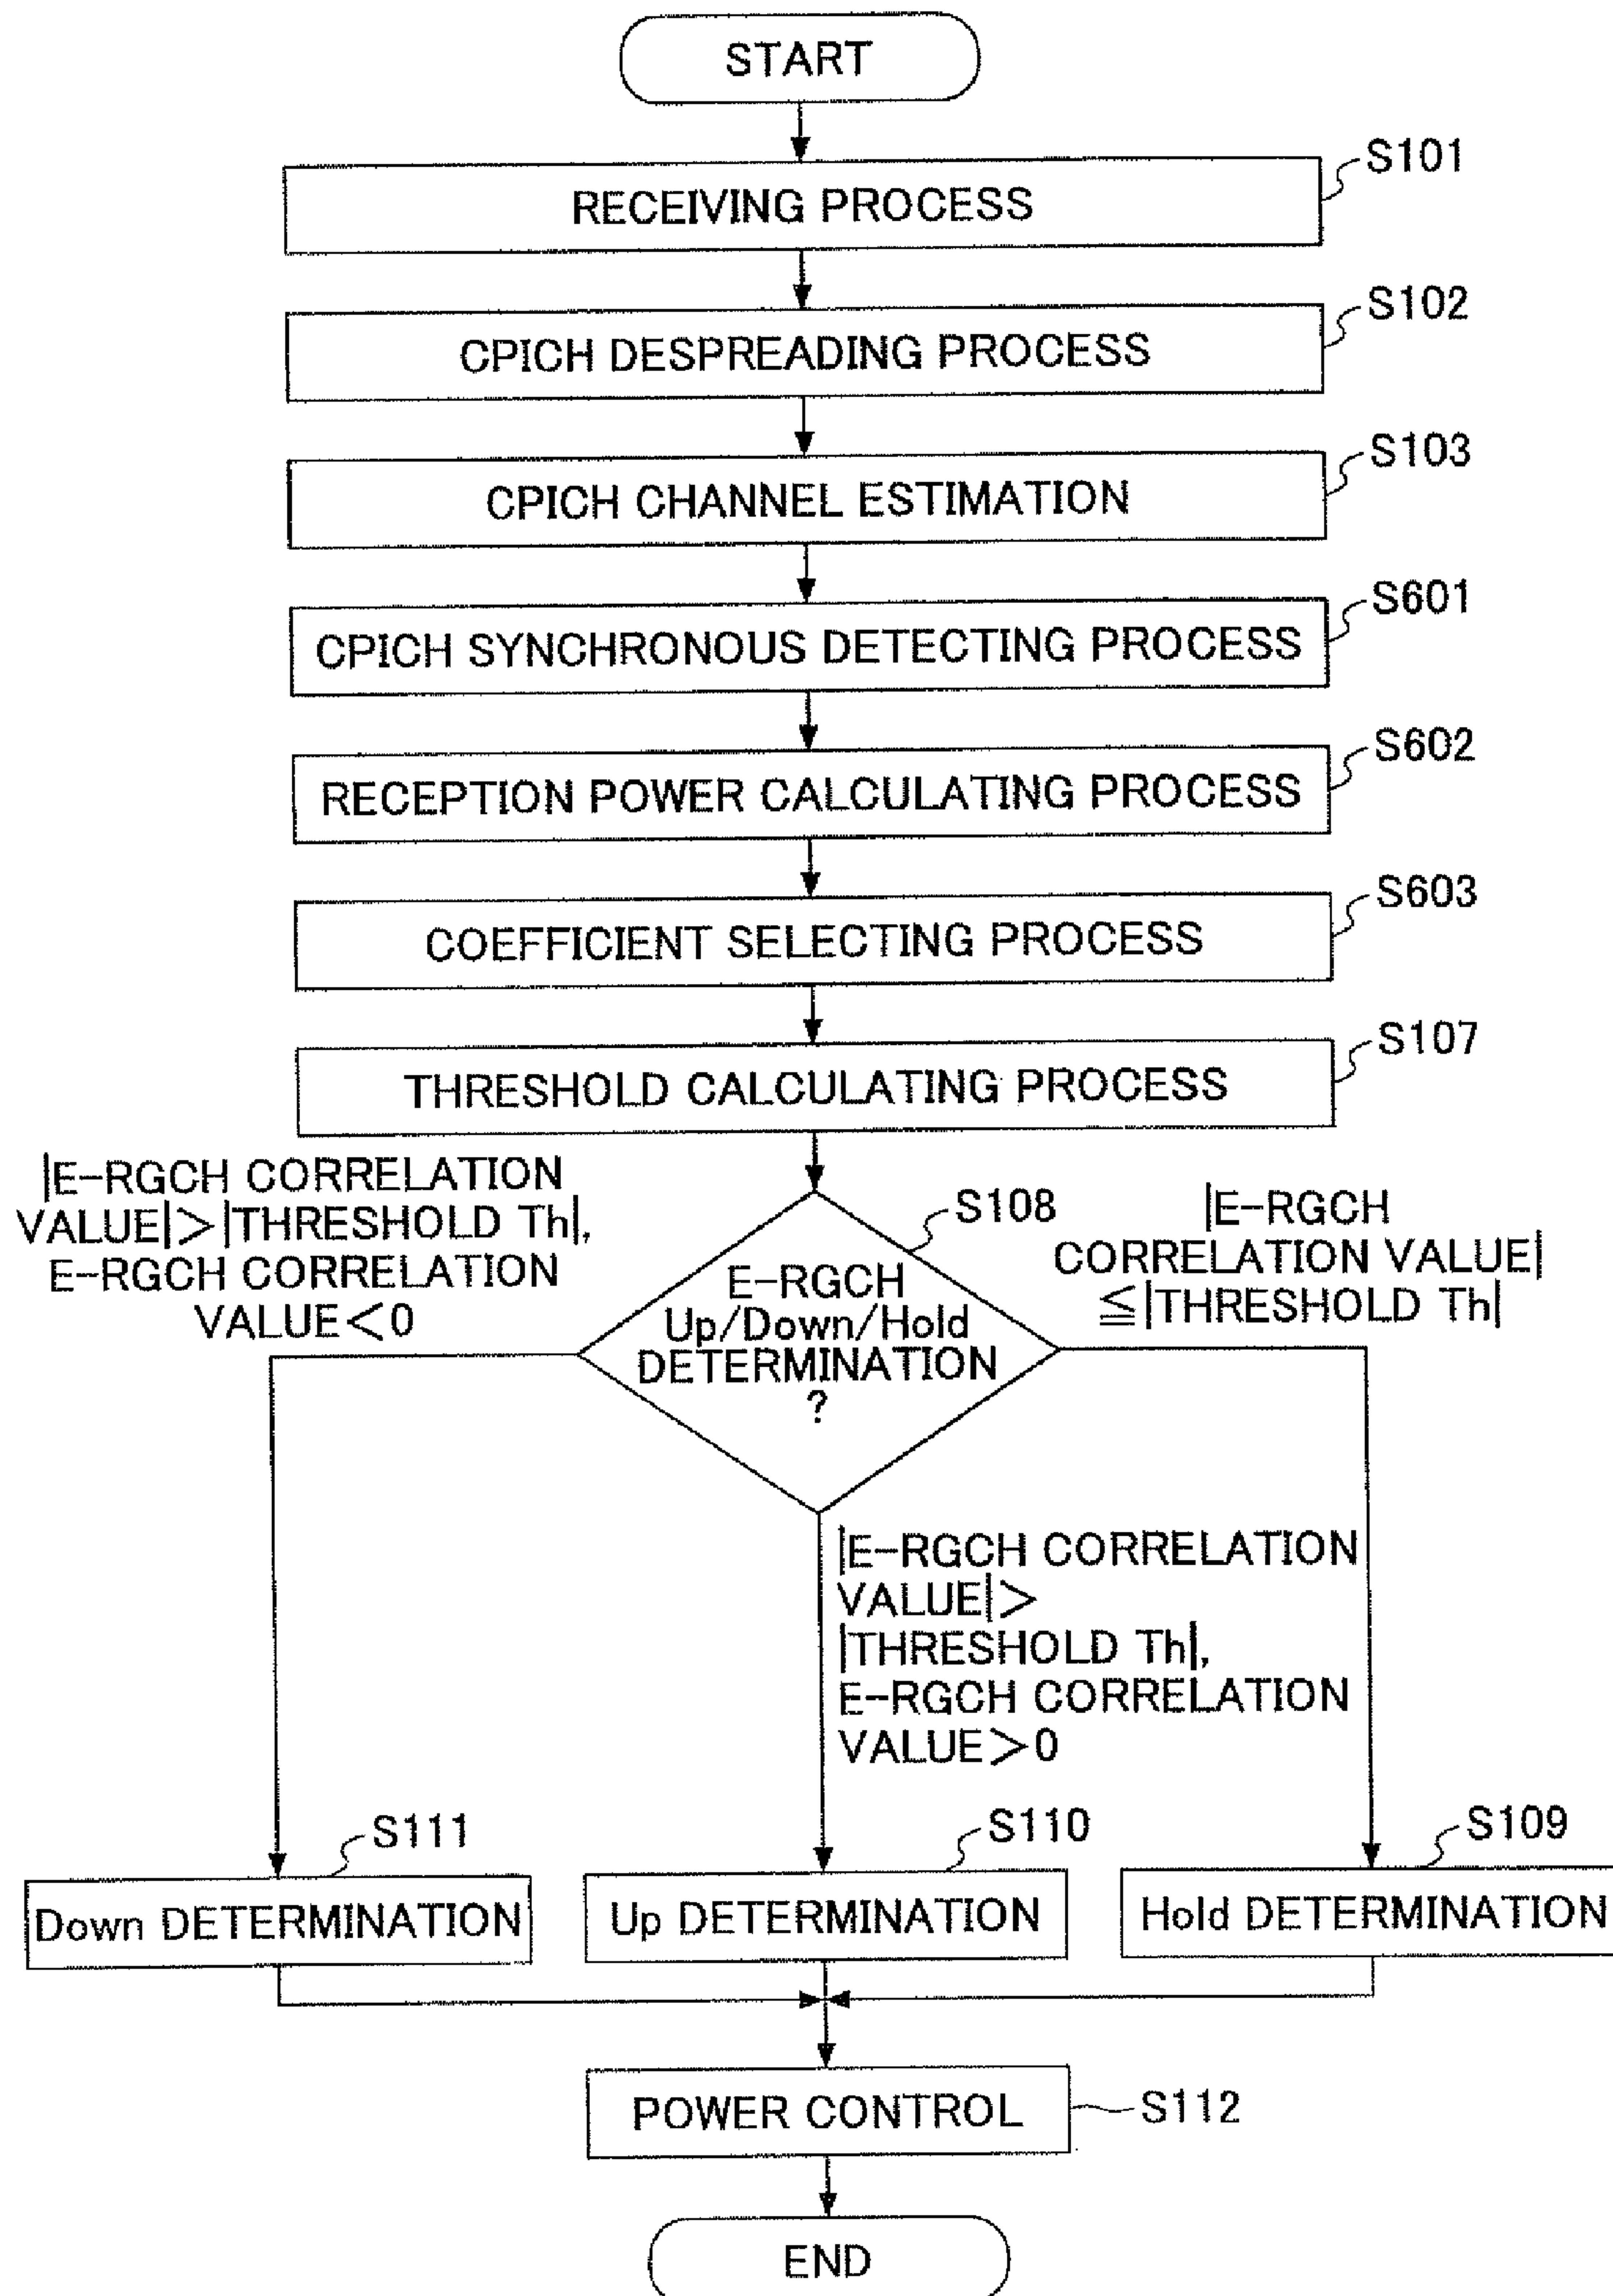 START
S101
RECEIVING PROCESS
S102
CPICH DESPREADING PROCESS
S103
CPICH CHANNEL ESTIMATION
S601
CPICH SYNCHRONOUS DETECTING PROCESS
S602
RECEPTION POWER CALCULATING PROCESS
S603
COEFFICIENT SELECTING PROCESS
S107
THRESHOLD CALCULATING PROCESS
|E-RGCH CORRELATION
VALUE|>|THRESHOLD Th|,
E-RGCH CORRELATION
VALUE<0
S108
E-RGCH
Up/Down/Hold
DETERMINATION
?
|E-RGCH
CORRELATION VALUE|
≦|THRESHOLD Th|
|E-RGCH CORRELATION
VALUE|>
|THRESHOLD Th|,
E-RGCH CORRELATION
VALUE>0
S111
Down DETERMINATION
S110
Up DETERMINATION
S109
Hold DETERMINATION
POWER CONTROL
S112
END